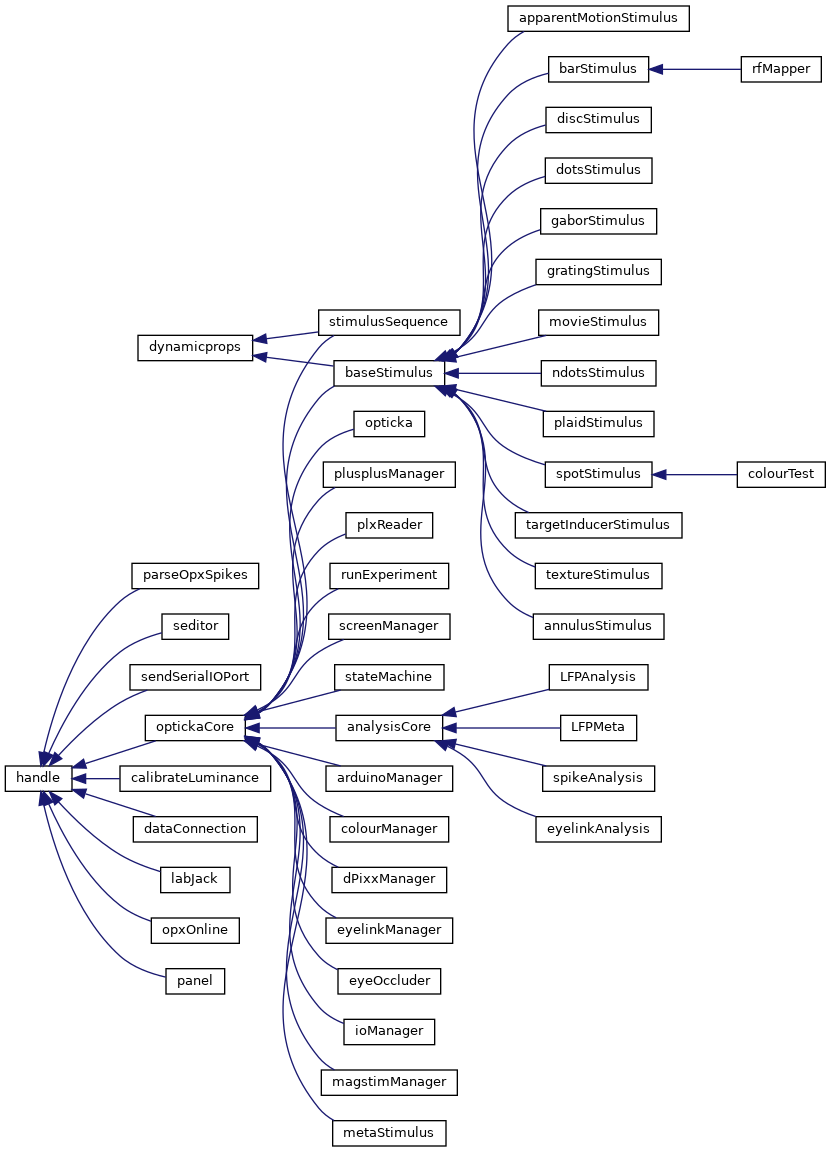 apparentMotionStimulus
barStimulus
rfMapper
discStimulus
dotsStimulus
gaborStimulus
gratingStimulus
stimulusSequence
movieStimulus
dynamicprops
baseStimulus
ndotsStimulus
opticka
plaidStimulus
plusplusManager
spotStimulus
colourTest
plxReader
targetInducerStimulus
parseOpxSpikes
runExperiment
textureStimulus
seditor
screenManager
annulusStimulus
sendSerialIOPort
stateMachine
LFPAnalysis
optickaCore
analysisCore
LFPMeta
handle
calibrateLuminance
arduinoManager
spikeAnalysis
dataConnection
colourManager
eyelinkAnalysis
labJack
dPixxManager
opxOnline
eyelinkManager
panel
eyeOccluder
ioManager
magstimManager
metaStimulus